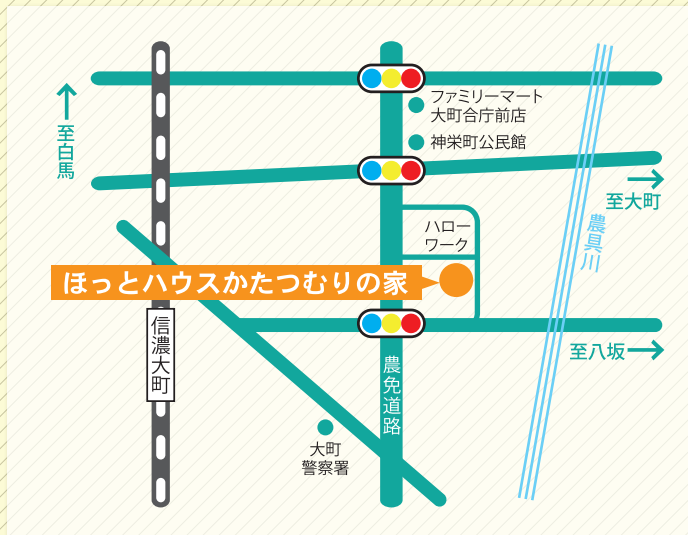 ファミリーマート
大町合庁前店
神栄町公民館
至白馬
至大町
ハロー
ワーク
農具川
ほっとハウスかたつむりの家
信濃大町
至八坂
農免道路
大町
警察署